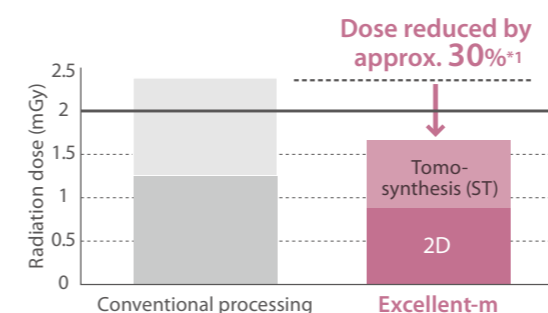 Dose reduced by
approx. 30%*1
Radiation dose (mGy)
2.5
2
1.5
1
0.5
0
Tomo-
synthesis (ST)
2D
Conventional processing
Excellent-m